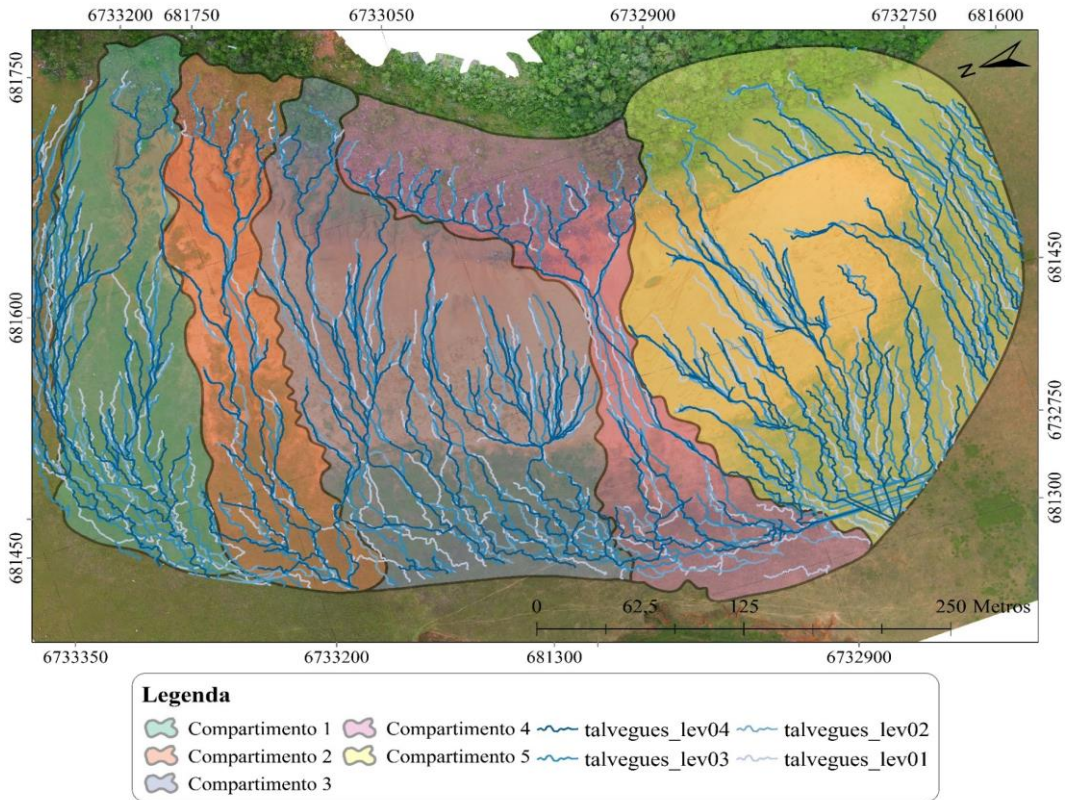 6733200 681750 6733050 6732900 6732750 681600
681750
681600
681450
681450
6732750
681300
N
0 62,5 125 250 Metros
6733350 6733200 681300 6732900
Legenda
Compartimento 1 Compartimento 4 talvegues_lev04 talvegues_lev02
Compartimento 2 Compartimento 5 talvegues_lev03 talvegues_lev01
Compartimento 3